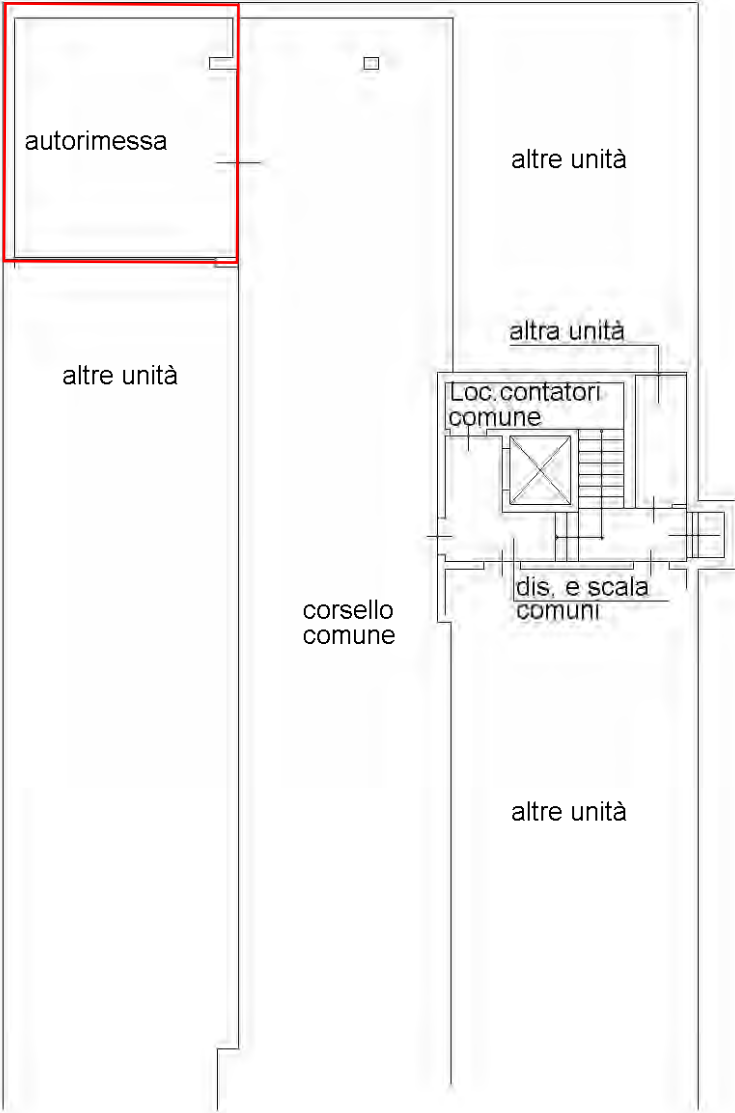 autorimessa
altre unità
altra unità
altre unità
Loc.contatori
comune
dis. e scala
comuni
corsello
comune
altre unità